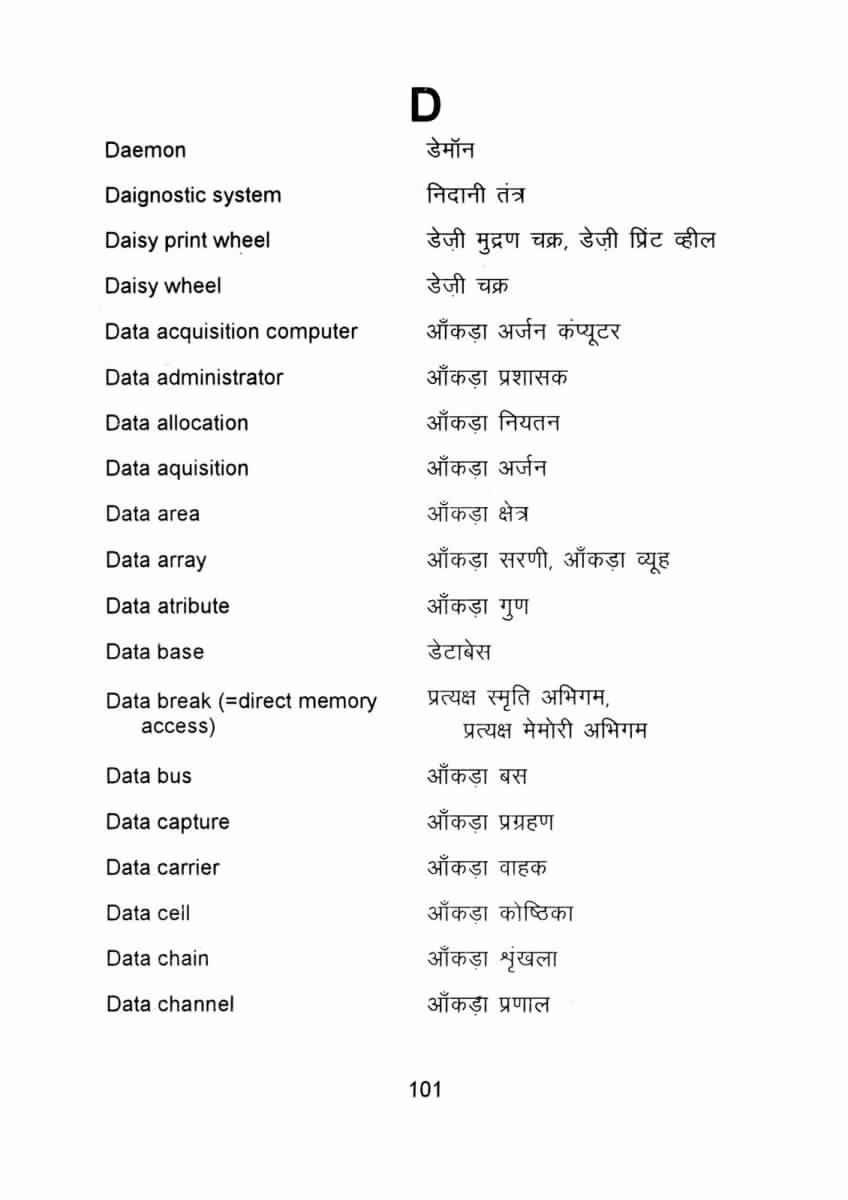 D
Daemon डेमॉन
Daignostic system निदानी तंत्र
Daisy print wheel डेज़ी मुद्रण चक्र, डेज़ी प्रिंट व्हील
Daisy wheel डेज़ी चक्र
Data acquisition computer आँकड़ा अर्जन कंप्यूटर
Data administrator आँकड़ा प्रशासक
Data allocation आँकड़ा नियतन
Data aquisition आँकड़ा अर्जन
Data area आँकड़ा क्षेत्र
Data array आँकड़ा सरणी, आँकड़ा व्यूह
Data atribute आँकड़ा गुण
Data base डेटाबेस
Data break (=direct memory प्रत्यक्ष स्मृति अभिगम,
access) प्रत्यक्ष मेमोरी अभिगम
Data bus आँकड़ा बस
Data capture आँकड़ा प्रग्रहण
Data carrier आँकड़ा वाहक
Data cell आँकड़ा कोष्ठिका
Data chain आँकड़ा शृंखला
Data channel आँकड़ा प्रणाल
101